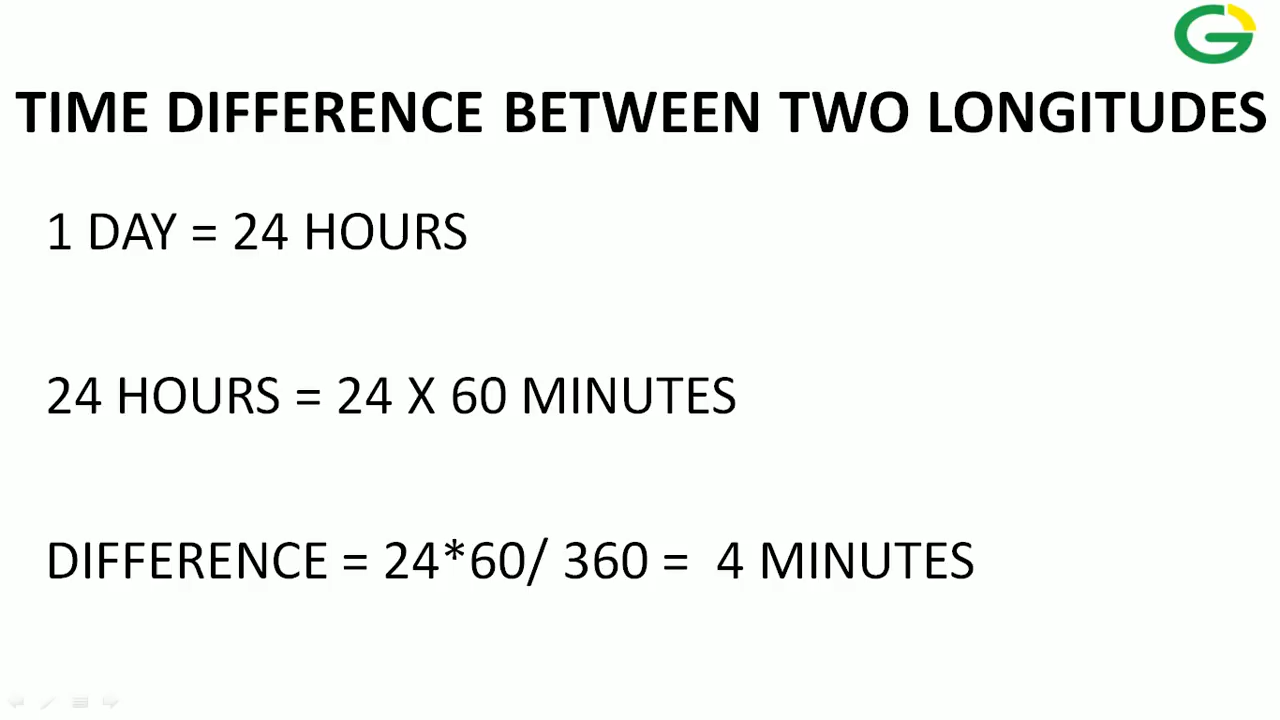 TIME DIFFERENCE BETWEEN TWO LONGITUDES
1 DAY = 24 HOURS
24 HOURS = 24 X 60 MINUTES
DIFFERENCE = 24*60/ 360 =  4 MINUTES